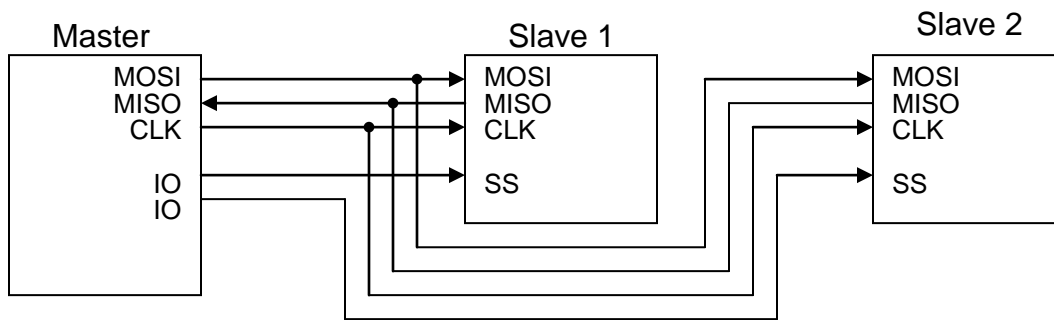 Master
MOSI
MISO
CLK
IO
IO
Slave 1
MOSI
MISO
CLK
SS
Slave 2
MOSI
MISO
CLK
SS